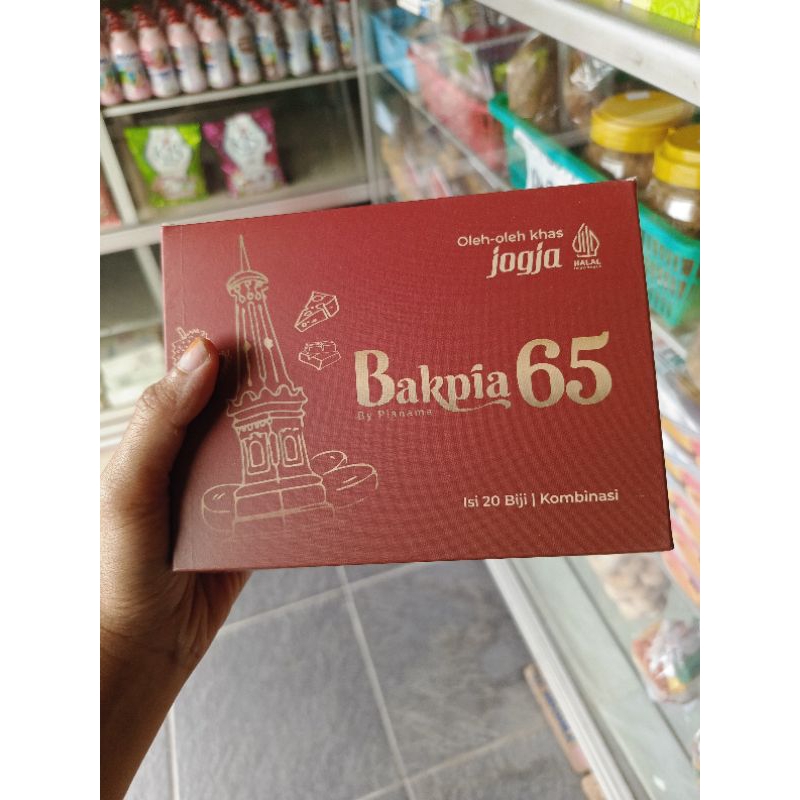 Oleh-oleh khas
jogja
HALAL
Bakpia 65
By Pianama
Isi 20 Biji | Kombinasi